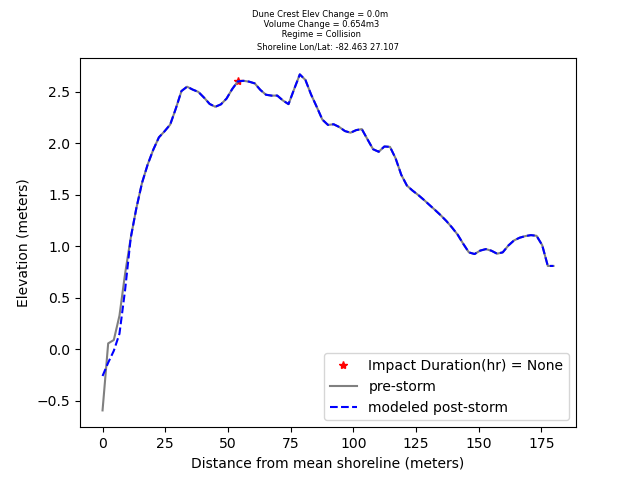 Dune Crest Elev Change = 0.0m
Volume Change = 0.654m3
Regime = Collision
Shoreline Lon/Lat: -82.463 27.107
Elevation (meters)
2.5
2.0
1.5
1.0
0.5
0.0
−0.5
Impact Duration(hr) = None
pre-storm
modeled post-storm
0 25 50 75 100 125 150 175
Distance from mean shoreline (meters)